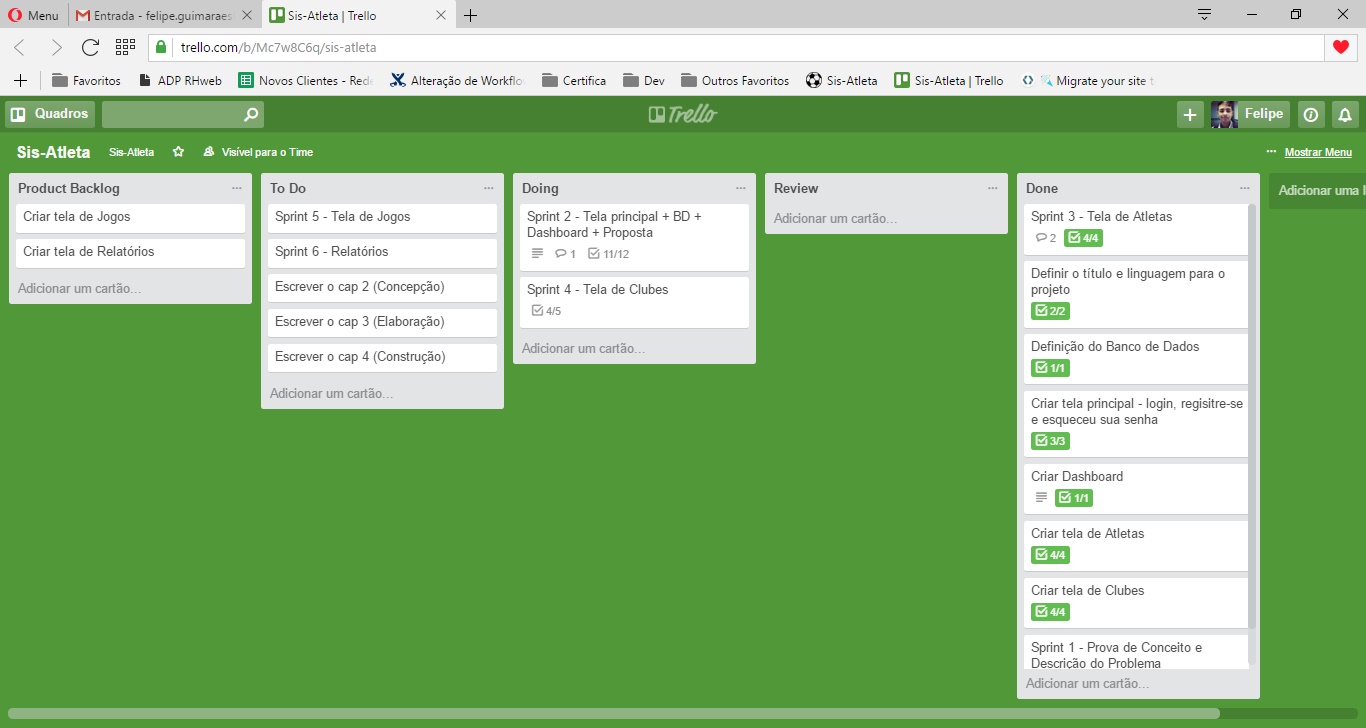 Menu
Entrada - felipe.guimaraes
Sis-Atleta | Trello
trello.com/b/Mc7w8C6q/sis-atleta
Favoritos
ADP RHweb
Novos Clientes - Rede
Alteração de Workflo
Certifica
Dev
Outros Favoritos
Sis-Atleta
Sis-Atleta | Trello
Migrate your site t
Quadros
Trello
Felipe
Sis-Atleta
Sis-Atleta
Visível para o Time
... Mostrar Menu
Product Backlog ...
Criar tela de Jogos
Criar tela de Relatórios
Adicionar um cartão...
To Do ...
Sprint 5 - Tela de Jogos
Sprint 6 - Relatórios
Escrever o cap 2 (Concepção)
Escrever o cap 3 (Elaboração)
Escrever o cap 4 (Construção)
Adicionar um cartão...
Doing ...
Sprint 2 - Tela principal + BD +
Dashboard + Proposta
1 11/12
Sprint 4 - Tela de Clubes
4/5
Adicionar um cartão...
Review ...
Adicionar um cartão...
Done ...
Sprint 3 - Tela de Atletas
2 4/4
Definir o título e linguagem para o
projeto
2/2
Definição do Banco de Dados
1/1
Criar tela principal - login, regisitre-se
e esqueceu sua senha
3/3
Criar Dashboard
1/1
Criar tela de Atletas
4/4
Criar tela de Clubes
4/4
Sprint 1 - Prova de Conceito e
Descrição do Problema
Adicionar um cartão...
Adicionar uma l